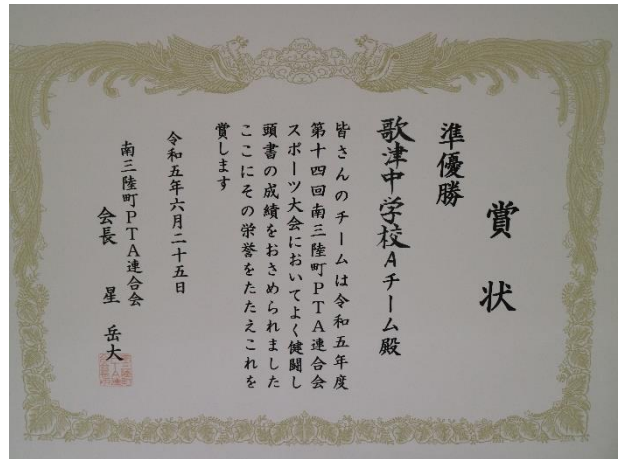 賞状
準優勝
歌津中学校Aチーム殿
皆さんのチームは令和五年度
第十四回南三陸町PTA連合会
スポーツ大会においてよく健闘し
頭書の成績をおさめられました
ここにその栄誉をたたえこれを
賞します
令和五年六月二十五日
南三陸町PTA連合会
会長 星 岳大